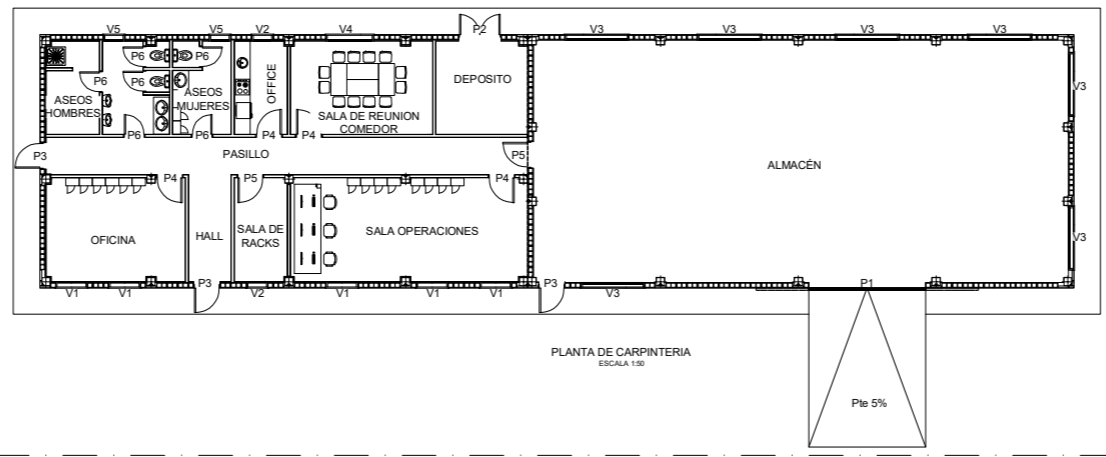 V5
V5
V2
V4
P2
V3
V3
V3
V3
P6
P6
P6
P6
ASEOS
HOMBRES
ASEOS
MUJERES
OFFICE
DEPOSITO
SALA DE REUNION
COMEDOR
V3
P6
P6
P4
P4
P3
PASILLO
P5
ALMACÉN
P4
P5
P4
OFICINA
HALL
SALA DE
RACKS
SALA OPERACIONES
V3
V1
V1
P3
V2
V1
V1
V1
P3
V3
P1
PLANTA DE CARPINTERIA
ESCALA 1:50
Pte 5%